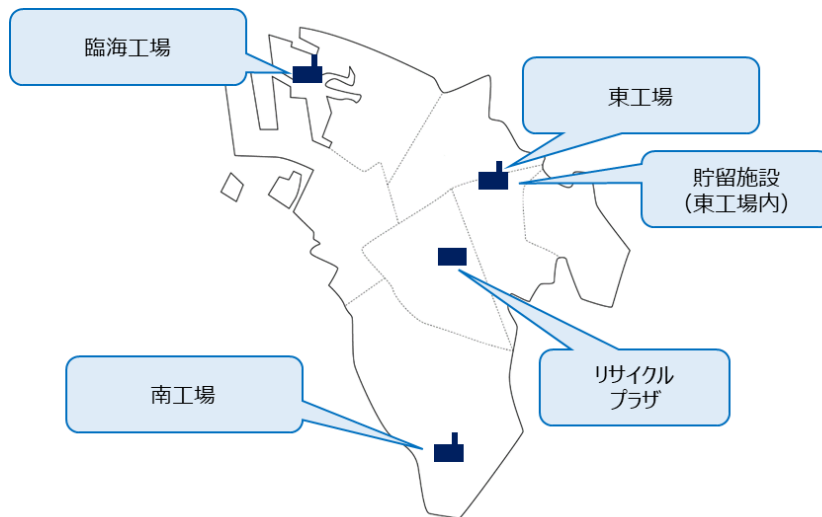 臨海工場
東工場
貯留施設
(東工場内)
リサイクル
プラザ
南工場